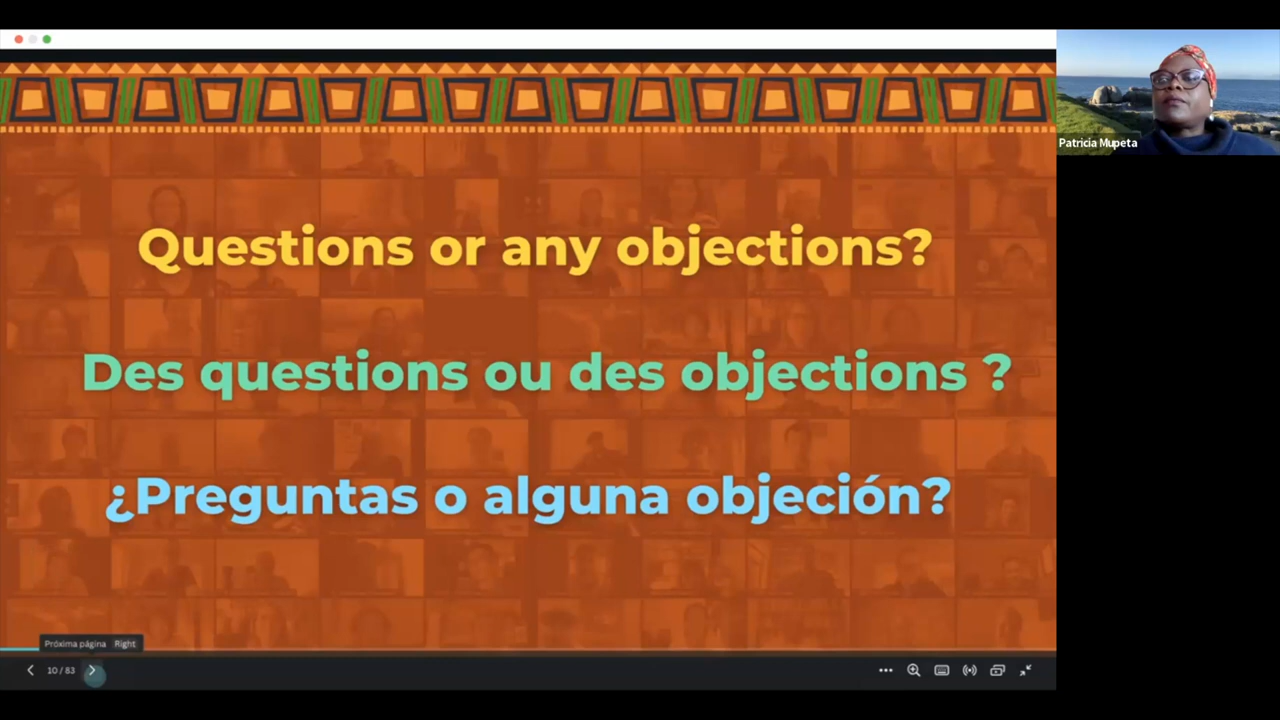 Questions or any objections?
Des questions ou des objections ?
¿Preguntas o alguna objeción?
Patricia Mupeta
Próxima página Right
10 / 83